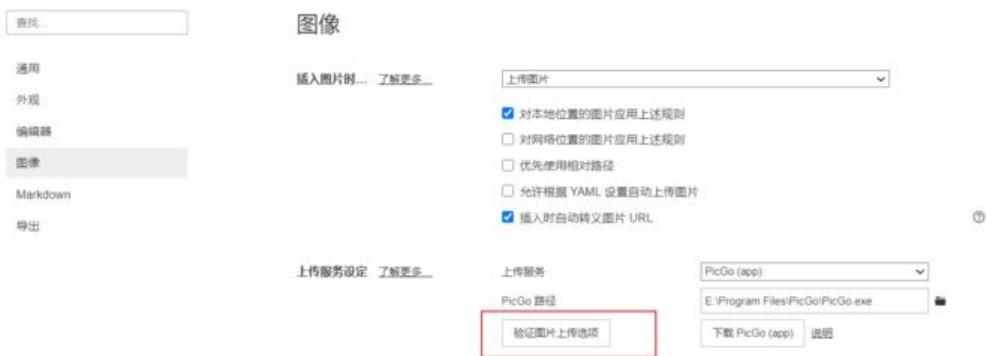 查找...
图像
通用
外观
编辑器
图像
Markdown
导出
插入图片时... 了解更多... 上传图片
对本地位置的图片应用上述规则
对网络位置的图片应用上述规则
优先使用相对路径
允许根据 YAML 设置自动上传图片
插入时自动转义图片 URL
上传服务设定 了解更多... 上传服务 PicGo (app)
PicGo 路径 E:\Program Files\PicGo\PicGo.exe
验证图片上传选项 下载 PicGo (app) 说明